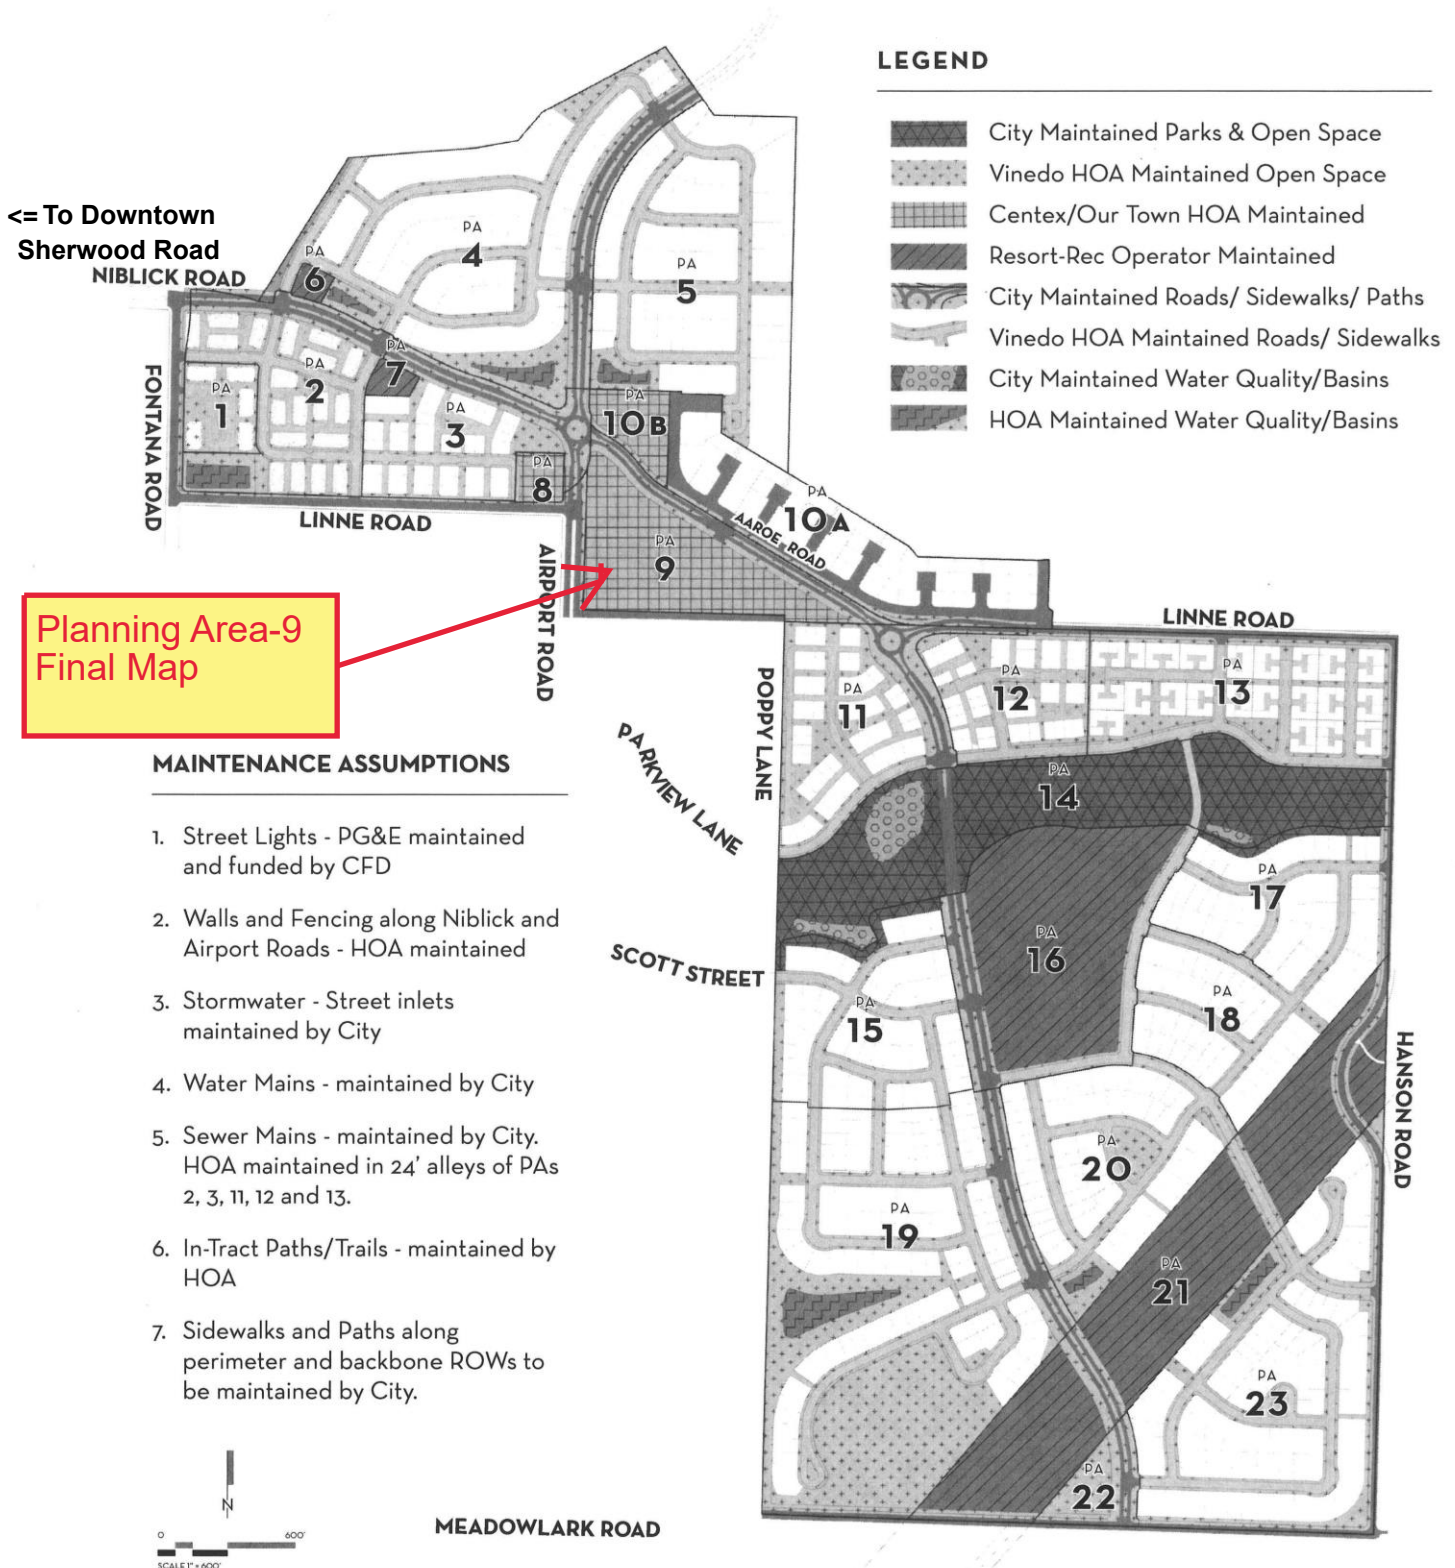 LEGEND
City Maintained Parks & Open Space
Vinedo HOA Maintained Open Space
Centex/Our Town HOA Maintained
Resort-Rec Operator Maintained
City Maintained Roads/ Sidewalks/ Paths
Vinedo HOA Maintained Roads/ Sidewalks
City Maintained Water Quality/Basins
HOA Maintained Water Quality/Basins
<= To Downtown
Sherwood Road
NIBLICK ROAD
PA
4
PA
5
PA
6
PA
7
PA
1
PA
2
PA
3
PA
10B
PA
8
PA
10A
PA
9
FONTANA ROAD
LINNE ROAD
AIRPORT ROAD
AAROE ROAD
Planning Area-9
Final Map
LINNE ROAD
PA
11
PA
12
PA
13
POPPY LANE
PARKVIEW LANE
PA
14
SCOTT STREET
PA
15
PA
16
PA
17
PA
18
HANSON ROAD
PA
19
PA
20
PA
21
PA
22
PA
23
MAINTENANCE ASSUMPTIONS
1. Street Lights - PG&E maintained
and funded by CFD
2. Walls and Fencing along Niblick and
Airport Roads - HOA maintained
3. Stormwater - Street inlets
maintained by City
4. Water Mains - maintained by City
5. Sewer Mains - maintained by City.
HOA maintained in 24' alleys of PAs
2, 3, 11, 12 and 13.
6. In-Tract Paths/Trails - maintained by
HOA
7. Sidewalks and Paths along
perimeter and backbone ROWs to
be maintained by City.
N
0 600'
SCALE 1" = 600'
MEADOWLARK ROAD